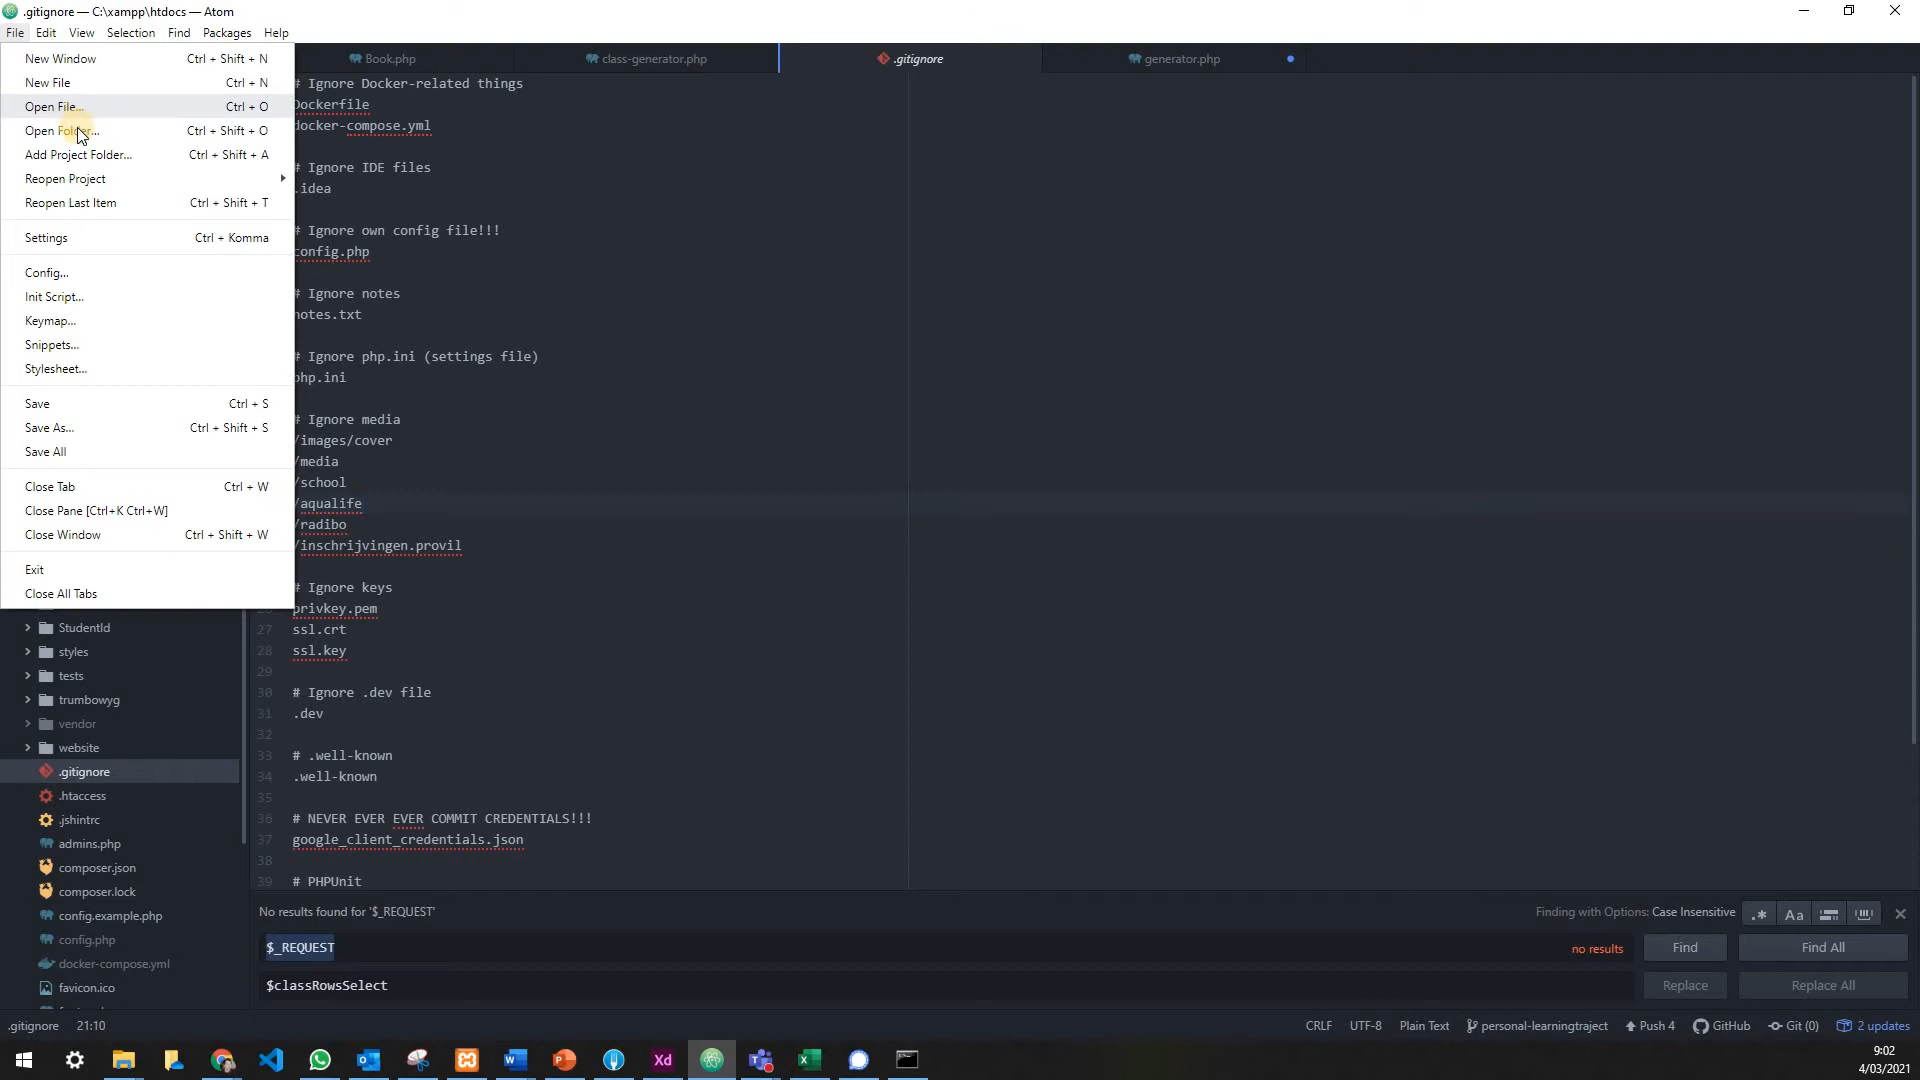 .gitignore — C:\xampp\htdocs — Atom
File Edit View Selection Find Packages Help
New Window Ctrl + Shift + N
New File Ctrl + N
Open File... Ctrl + O
Open Folder... Ctrl + Shift + O
Add Project Folder... Ctrl + Shift + A
Reopen Project
Reopen Last Item Ctrl + Shift + T
Settings Ctrl + Komma
Config...
Init Script...
Keymap...
Snippets...
Stylesheet...
Save Ctrl + S
Save As... Ctrl + Shift + S
Save All
Close Tab Ctrl + W
Close Pane [Ctrl+K Ctrl+W]
Close Window Ctrl + Shift + W
Exit
Close All Tabs
StudentId
styles
tests
trumbowyg
vendor
website
.gitignore
.htaccess
.jshintrc
admins.php
composer.json
composer.lock
config.example.php
config.php
docker-compose.yml
favicon.ico
Book.php class-generator.php .gitignore generator.php
# Ignore Docker-related things
Dockerfile
docker-compose.yml
# Ignore IDE files
.idea
# Ignore own config file!!!
config.php
# Ignore notes
notes.txt
# Ignore php.ini (settings file)
php.ini
# Ignore media
/images/cover
/media
/school
/aqualife
/radibo
/inschrijvingen.provil
# Ignore keys
privkey.pem
27 ssl.crt
28 ssl.key
29
30 # Ignore .dev file
31 .dev
32
33 # .well-known
34 .well-known
35
36 # NEVER EVER EVER COMMIT CREDENTIALS!!!
37 google_client_credentials.json
38
39 # PHPUnit
No results found for '$_REQUEST' Finding with Options: Case Insensitive .* Aa
$_REQUEST no results Find Find All
$classRowsSelect Replace Replace All
.gitignore 21:10 CRLF UTF-8 Plain Text personal-learningtraject Push 4 GitHub Git (0) 2 updates
Xd
9:02
4/03/2021